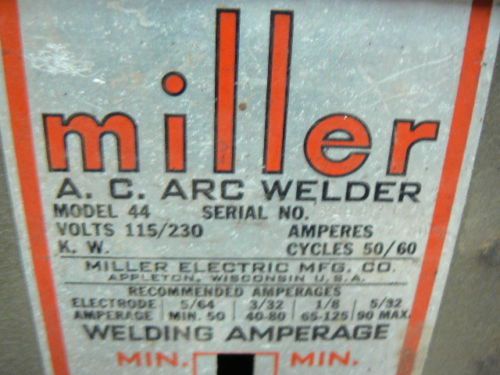 miller
A. C. ARC WELDER
MODEL 44 SERIAL NO.
VOLTS 115/230 AMPERES
K. W. CYCLES 50/60
MILLER ELECTRIC MFG. CO.
APPLETON, WISCONSIN U.S.A.
RECOMMENDED AMPERAGES
ELECTRODE 5/64 3/32 1/8 5/32
AMPERAGE MIN. 50 40-80 65-125 90 MAX.
WELDING AMPERAGE
MIN. MIN.